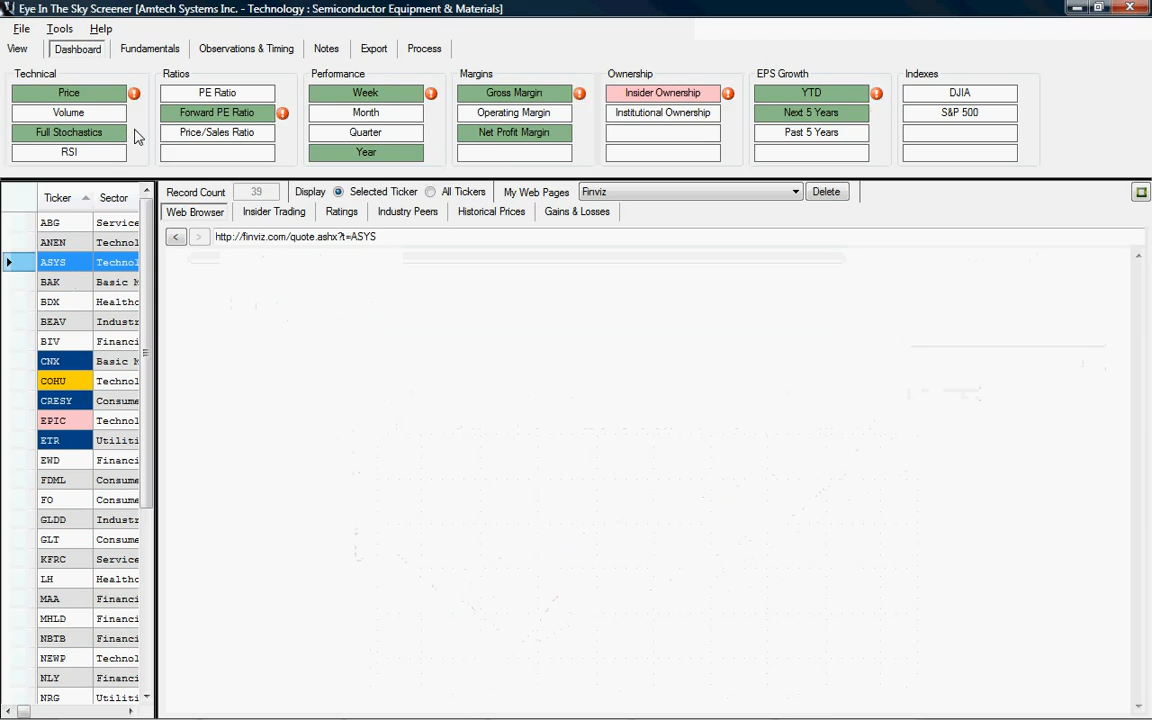 Eye In The Sky Screener [Amtech Systems Inc. - Technology : Semiconductor Equipment & Materials]
File Tools Help
View Dashboard Fundamentals Observations & Timing Notes Export Process
Technical Ratios Performance Margins Ownership EPS Growth Indexes
Price PE Ratio Week Gross Margin Insider Ownership YTD DJIA
Volume Forward PE Ratio Month Operating Margin Institutional Ownership Next 5 Years S&P 500
Full Stochastics Price/Sales Ratio Quarter Net Profit Margin Past 5 Years
RSI Year
Ticker Sector Record Count 39 Display Selected Ticker All Tickers My Web Pages Finviz Delete
Web Browser Insider Trading Ratings Industry Peers Historical Prices Gains & Losses
< > http://finviz.com/quote.ashx?t=ASYS
ABG Service
ANEN Technol
ASYS Technol
BAK Basic M
BDX Healthc
BEAV Industr
BIV Financi
CNX Basic M
COHU Technol
CRESY Consume
EPIC Technol
ETR Utiliti
EWD Financi
FDML Consume
FO Consume
GLDD Industr
GLT Consume
KFRC Service
LH Healthc
MAA Financi
MHLD Financi
NBTB Financi
NEWP Technol
NLY Financi
NRG Utiliti